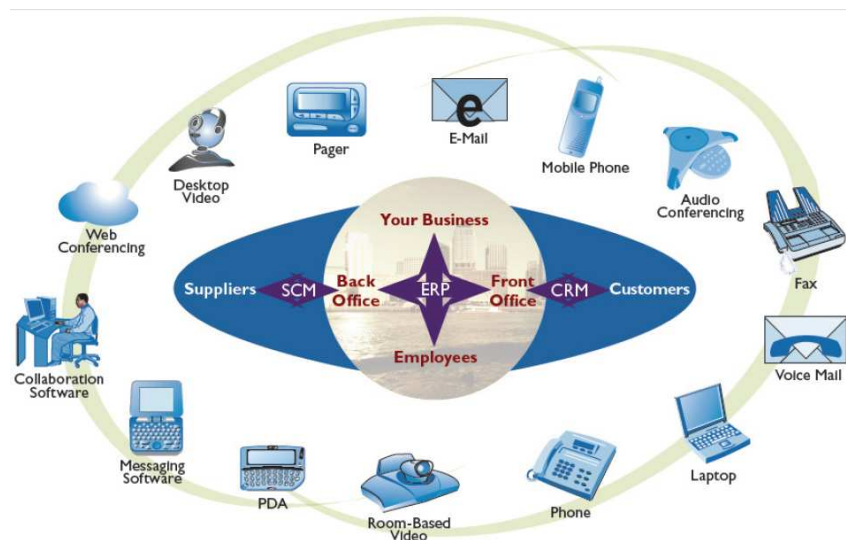 E-Mail
Pager
Mobile Phone
Desktop
Video
Audio
Conferencing
Web
Conferencing
Fax
Your Business
Suppliers
SCM
Back
Office
ERP
Front
Office
CRM
Customers
Employees
Collaboration
Software
Voice Mail
Messaging
Software
Laptop
PDA
Room-Based
Video
Phone
e